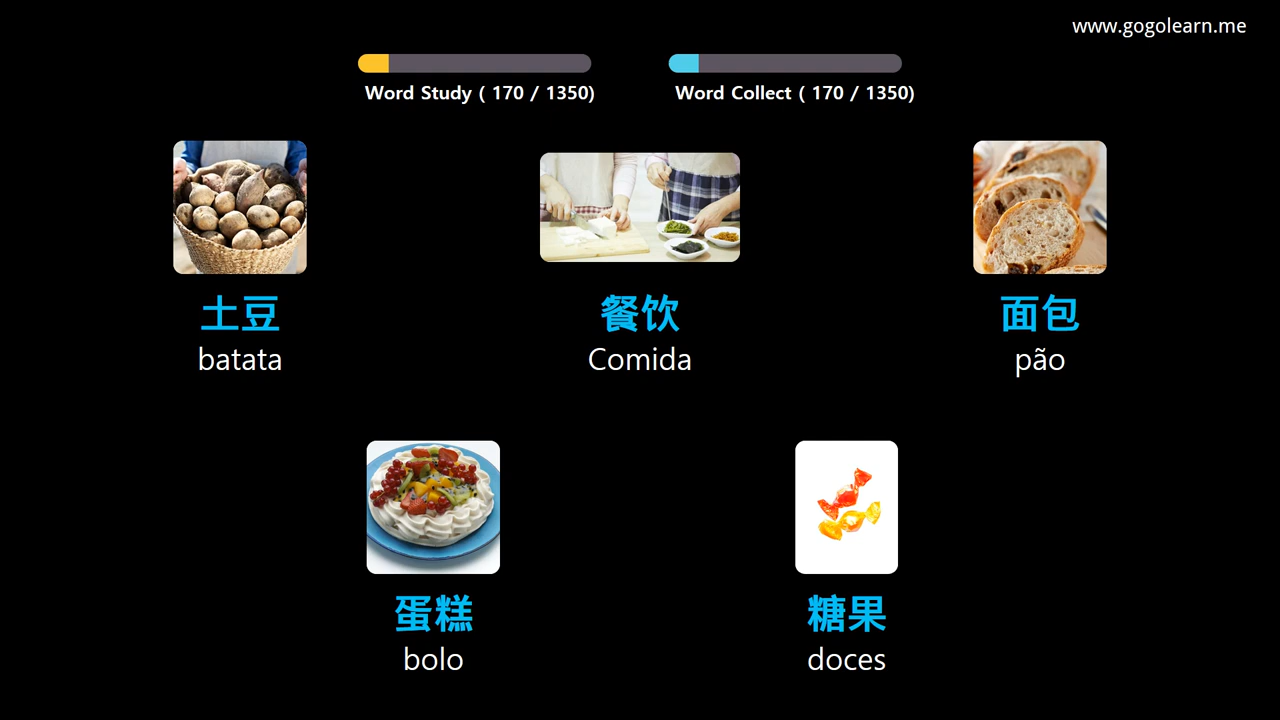 www.gogolearn.me
Word Study ( 170 / 1350)
Word Collect ( 170 / 1350)
土豆
batata
餐饮
Comida
面包
pão
蛋糕
bolo
糖果
doces